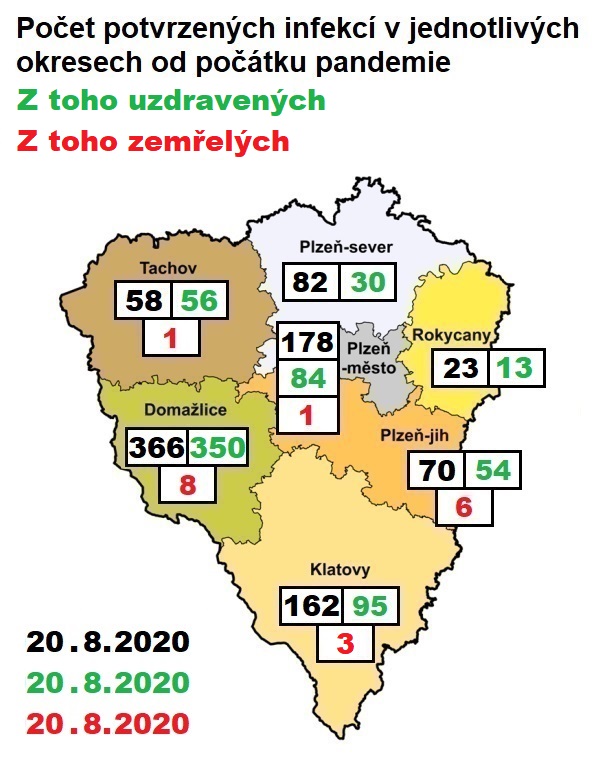 Počet potvrzených infekcí v jednotlivých
okresech od počátku pandemie
Z toho uzdravených
Z toho zemřelých
Plzeň-sever
82 30
Tachov
58 56
1
178
84
1
Plzeň
-město
Rokycany
23 13
Domažlice
366 350
8
Plzeň-jih
70 54
6
Klatovy
162 95
3
20.8.2020
20.8.2020
20.8.2020